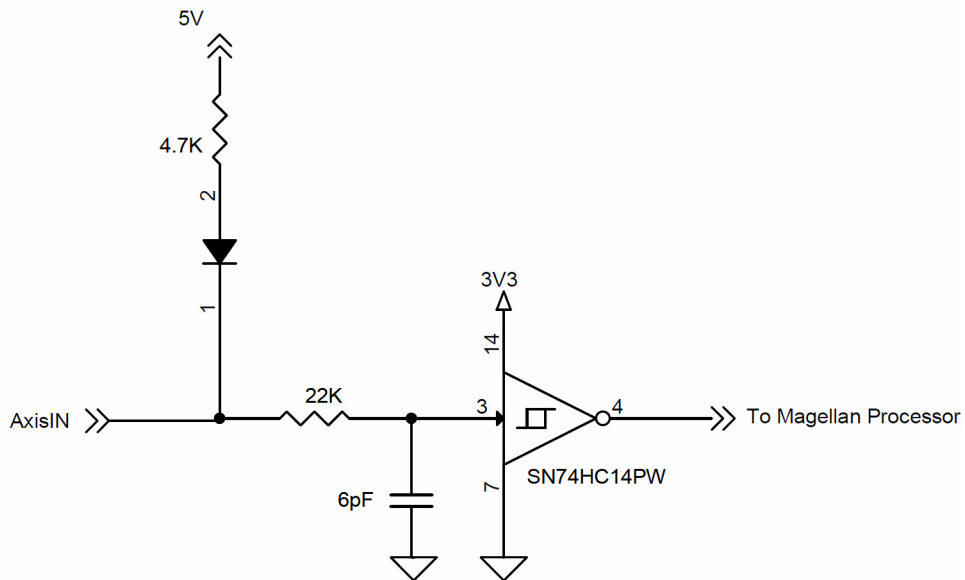 5V
4.7K
2
1
3V3
14
22K
AxisIN
3
4
To Magellan Processor
7
SN74HC14PW
6pF